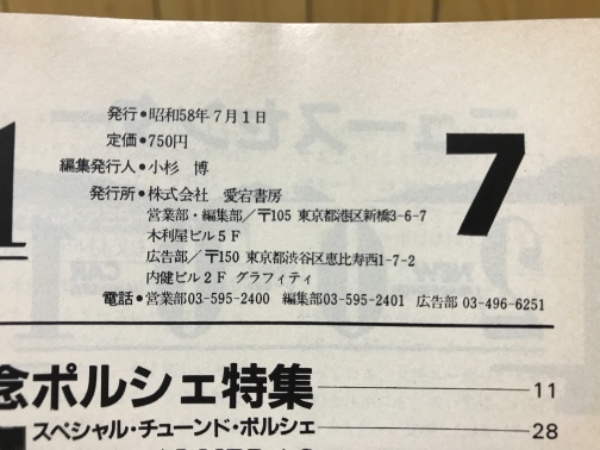 発行●昭和58年7月1日
定価●750円
編集発行人●小杉 博
発行所●株式会社 愛宕書房
営業部・編集部/〒105 東京都港区新橋3-6-7
木利屋ビル5F
広告部/〒150 東京都渋谷区恵比寿西1-7-2
内健ビル2F グラフィティ
電話●営業部03-595-2400 編集部03-595-2401 広告部 03-496-6251
7
念ポルシェ特集 11
スペシャル・チューンド・ポルシェ 28